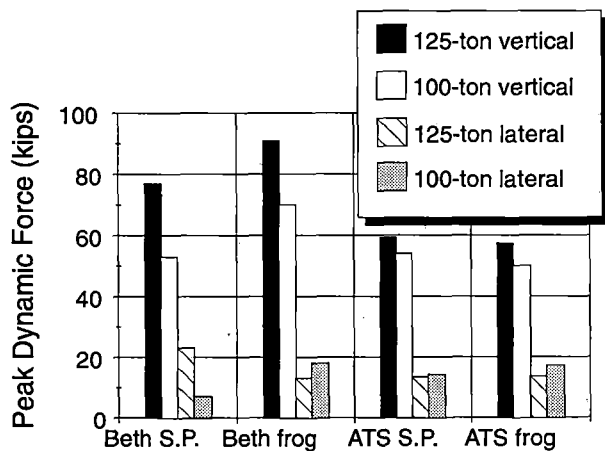 125-ton vertical
100-ton vertical
125-ton lateral
100-ton lateral
Peak Dynamic Force (kips)
100
80
60
40
20
0
Beth S.P.
Beth frog
ATS S.P.
ATS frog